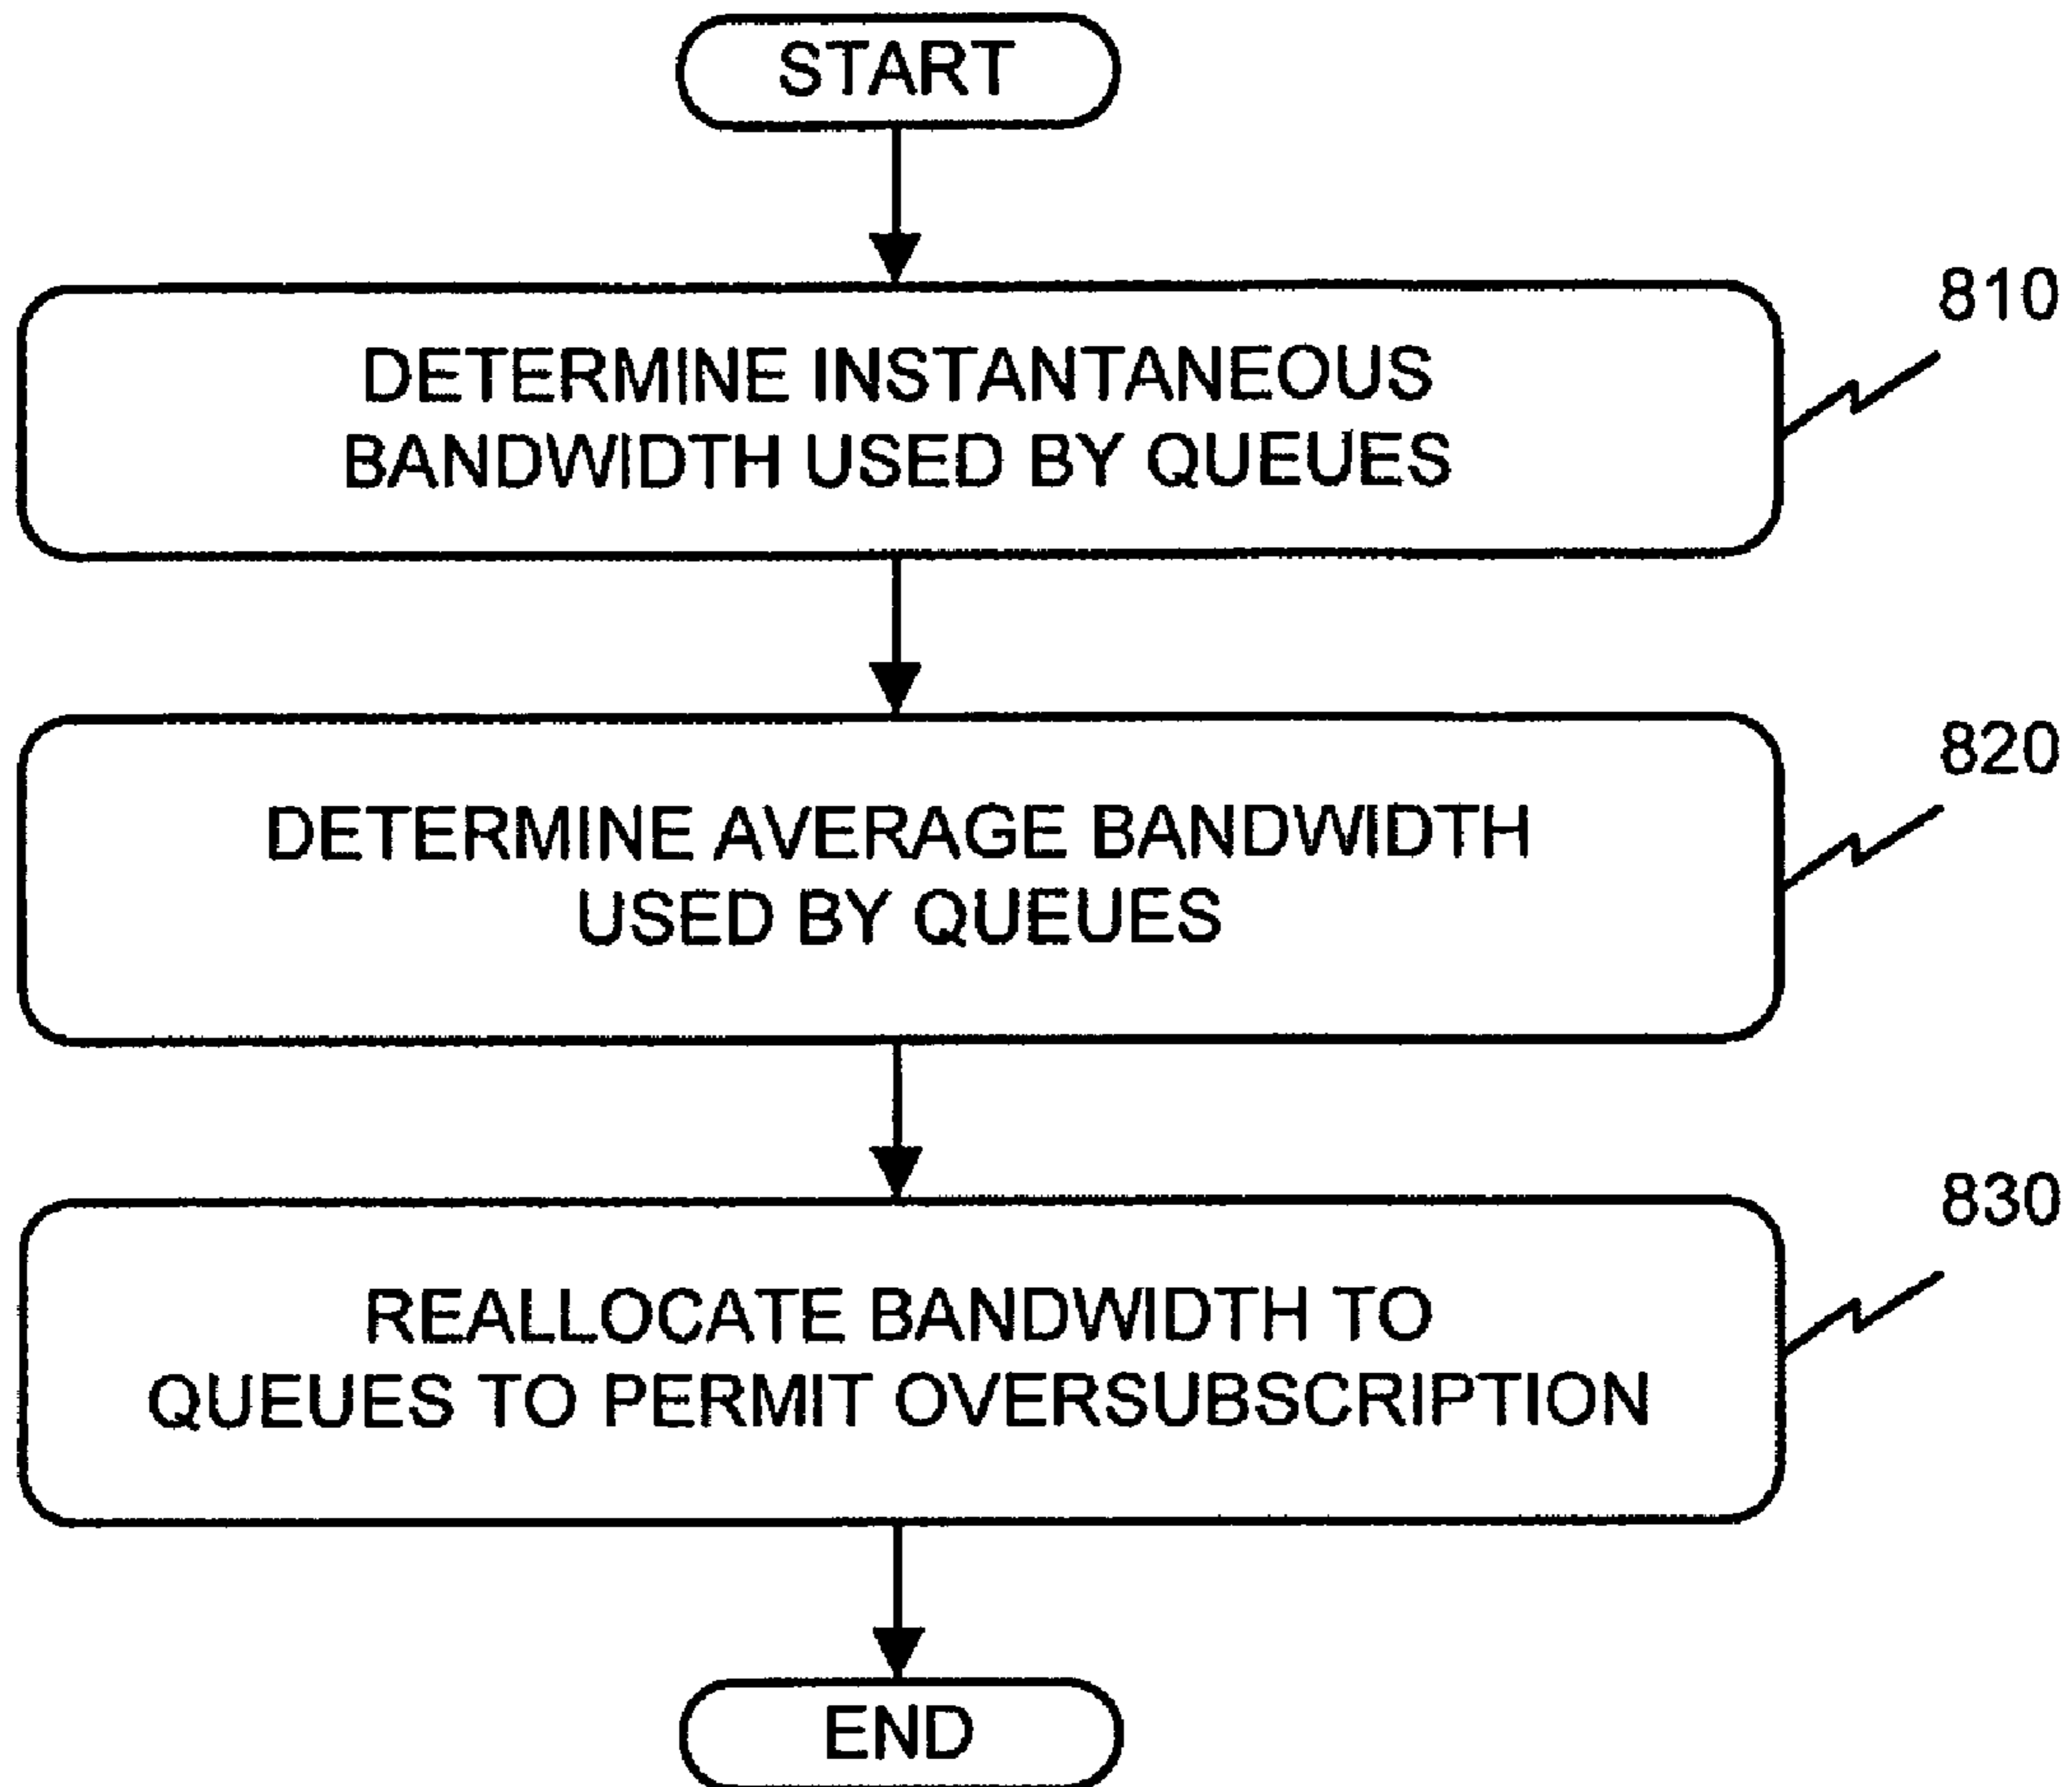 START
810
DETERMINE INSTANTANEOUS
BANDWIDTH USED BY QUEUES
820
DETERMINE AVERAGE BANDWIDTH
USED BY QUEUES
830
REALLOCATE BANDWIDTH TO
QUEUES TO PERMIT OVERSUBSCRIPTION
END